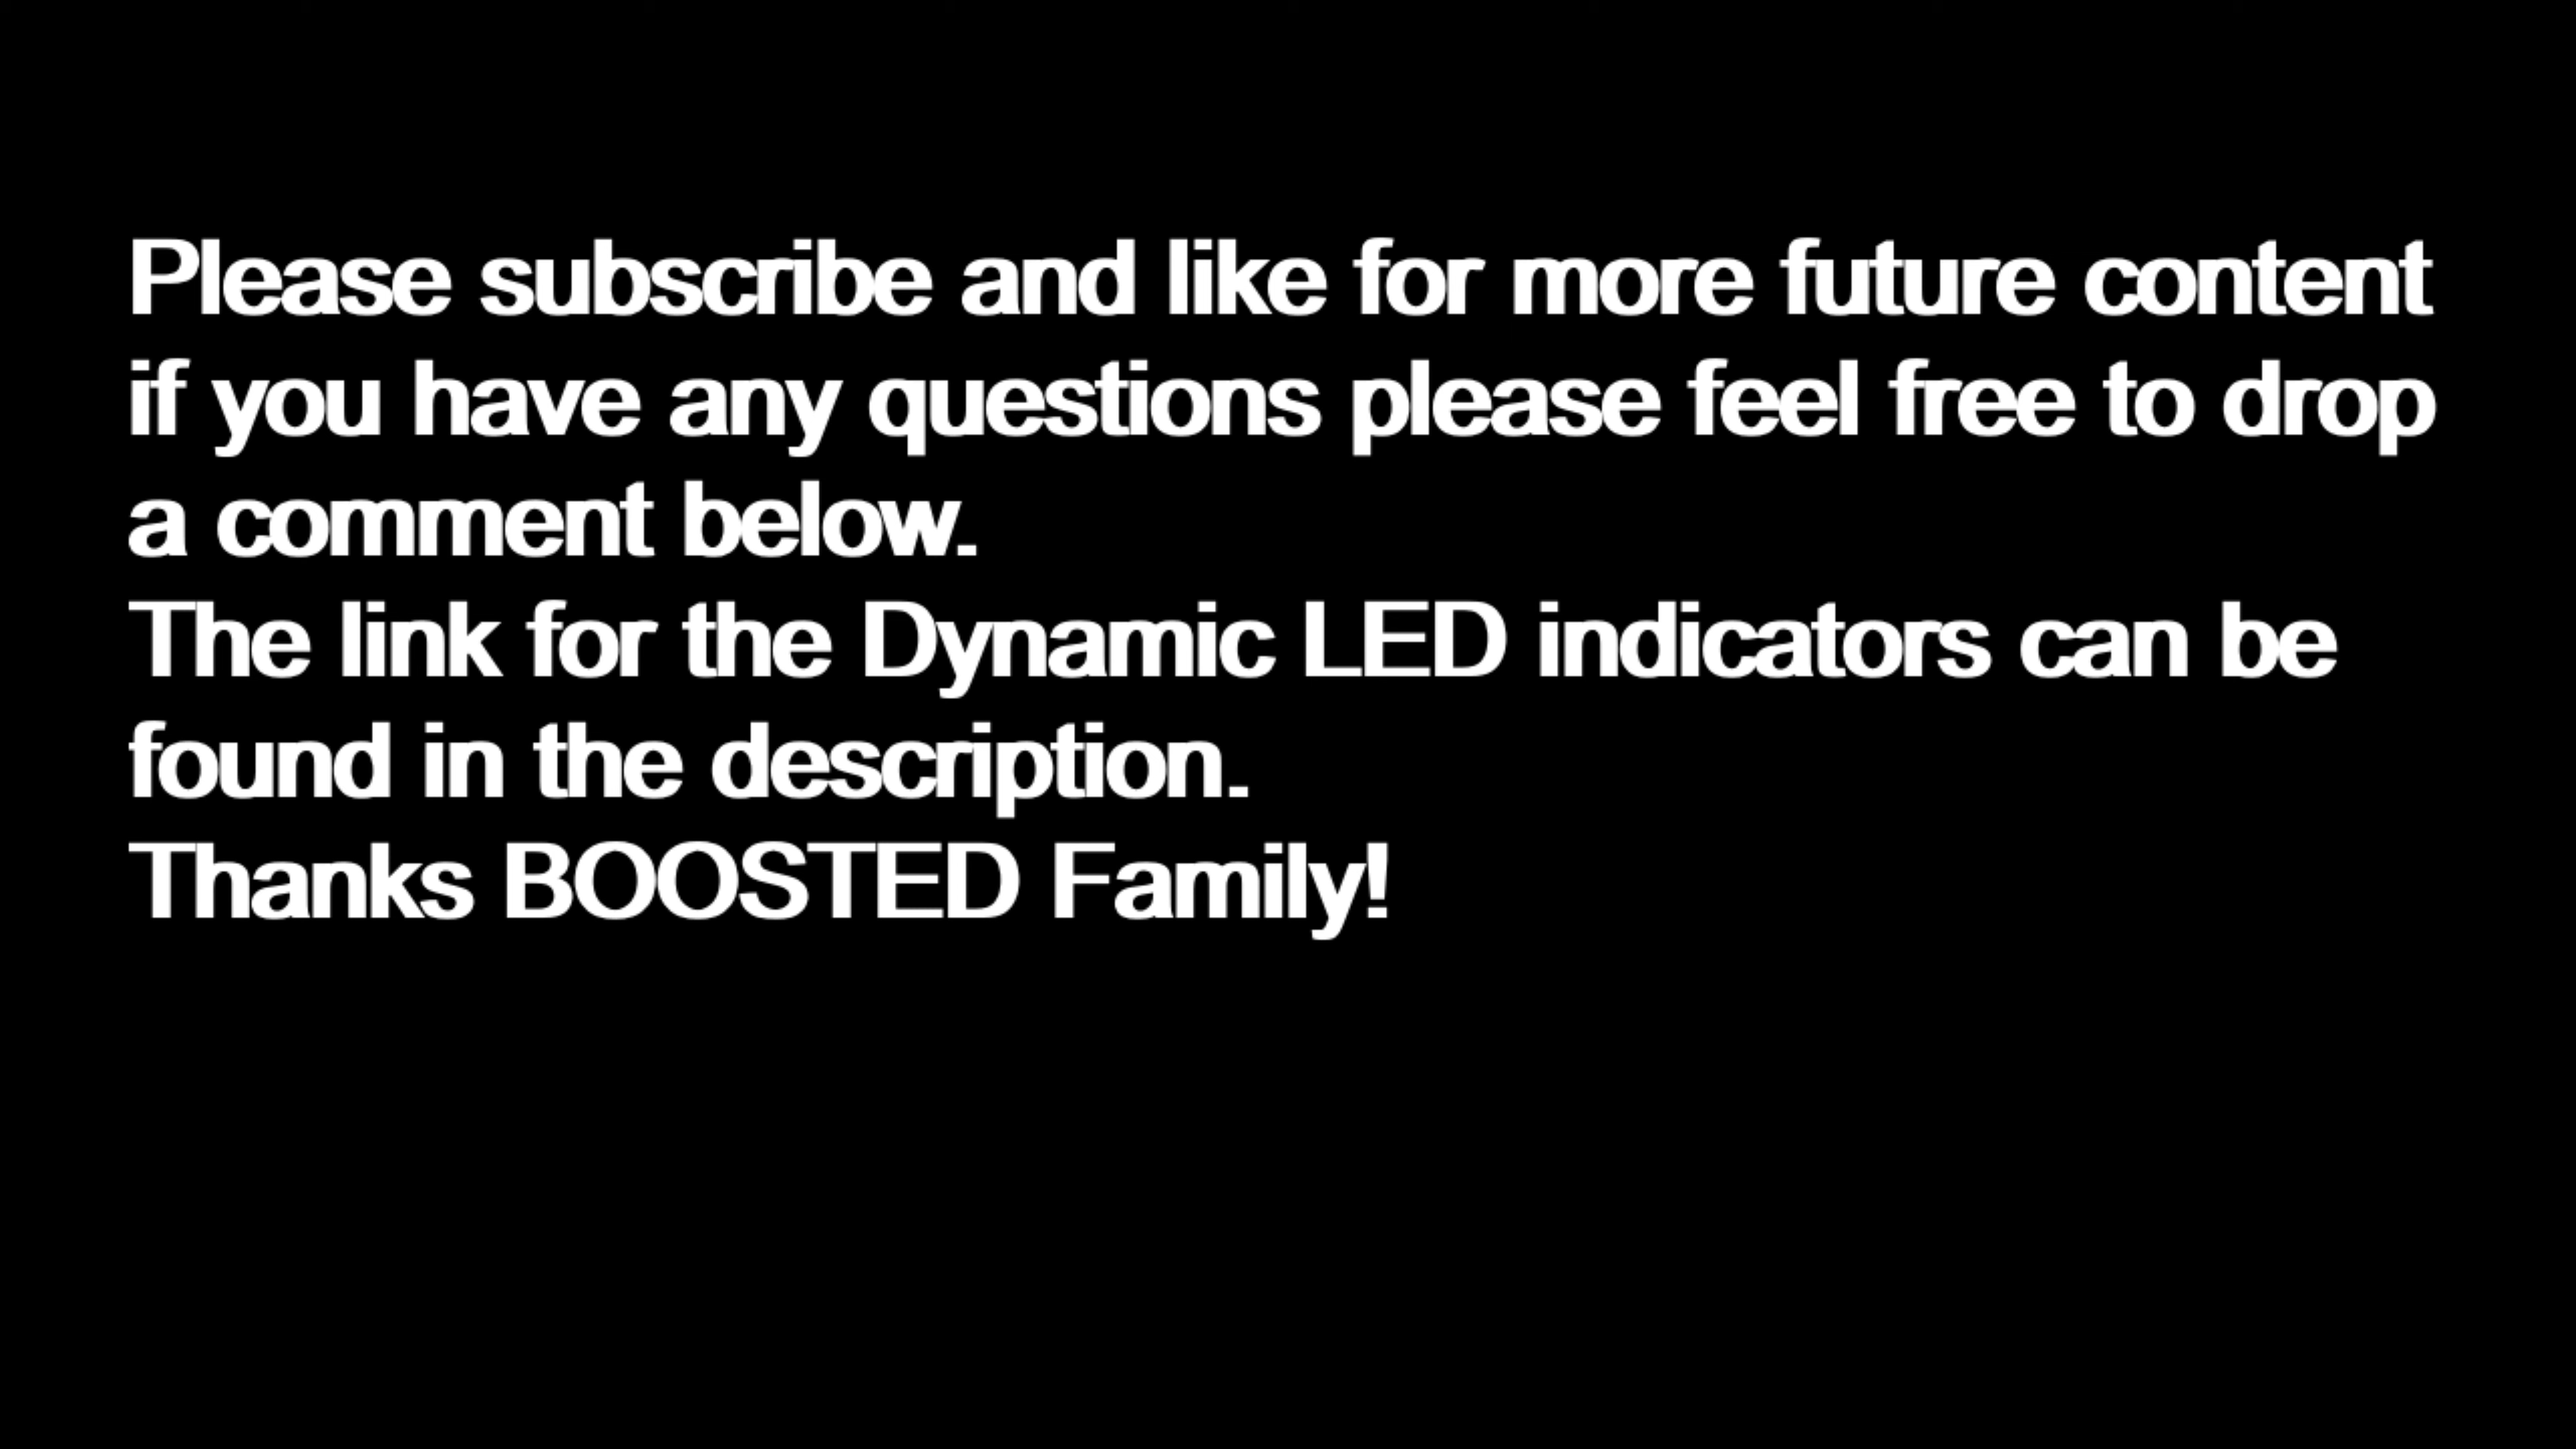 Please subscribe and like for more future content
if you have any questions please feel free to drop
a comment below.
The link for the Dynamic LED indicators can be
found in the description.
Thanks BOOSTED Family!